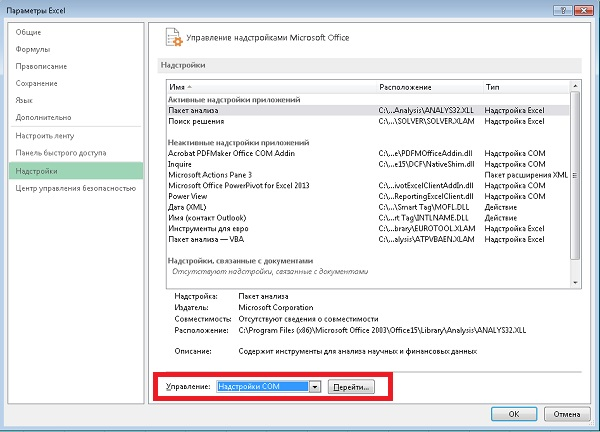 Параметры Excel
Общие
Формулы
Правописание
Сохранение
Язык
Дополнительно
Настроить ленту
Панель быстрого доступа
Надстройки
Центр управления безопасностью
Управление надстройками Microsoft Office
Надстройки
Имя Расположение Тип
Активные надстройки приложений
Пакет анализа C:\...Analysis\ANALYS32.XLL Надстройка Excel
Поиск решения C:\...\SOLVER\SOLVER.XLAM Надстройка Excel
Неактивные надстройки приложений
Acrobat PDFMaker Office COM Addin C:\...e\PDFMOfficeAddin.dll Надстройка COM
Inquire C:\...e15\DCF\NativeShim.dll Надстройка COM
Microsoft Actions Pane 3 Пакет расширения XML
Microsoft Office PowerPivot for Excel 2013 C:\...ivotExcelClientAddIn.dll Надстройка COM
Power View C:\...ReportingExcelClient.dll Надстройка COM
Дата (XML) C:\...\Smart Tag\MOFL.DLL Действие
Имя (контакт Outlook) C:\...rt Tag\INTLNAME.DLL Действие
Инструменты для евро C:\...brary\EUROTOOL.XLAM Надстройка Excel
Пакет анализа — VBA C:\...alysis\ATPVBAEN.XLAM Надстройка Excel
Надстройки, связанные с документами
Отсутствуют надстройки, связанные с документами
Надстройка: Пакет анализа
Издатель: Microsoft Corporation
Совместимость: Отсутствуют сведения о совместимости
Расположение: C:\Program Files (x86)\Microsoft Office 2003\Office15\Library\Analysis\ANALYS32.XLL
Описание: Содержит инструменты для анализа научных и финансовых данных
Управление: Надстройки COM Перейти...
ОК Отмена